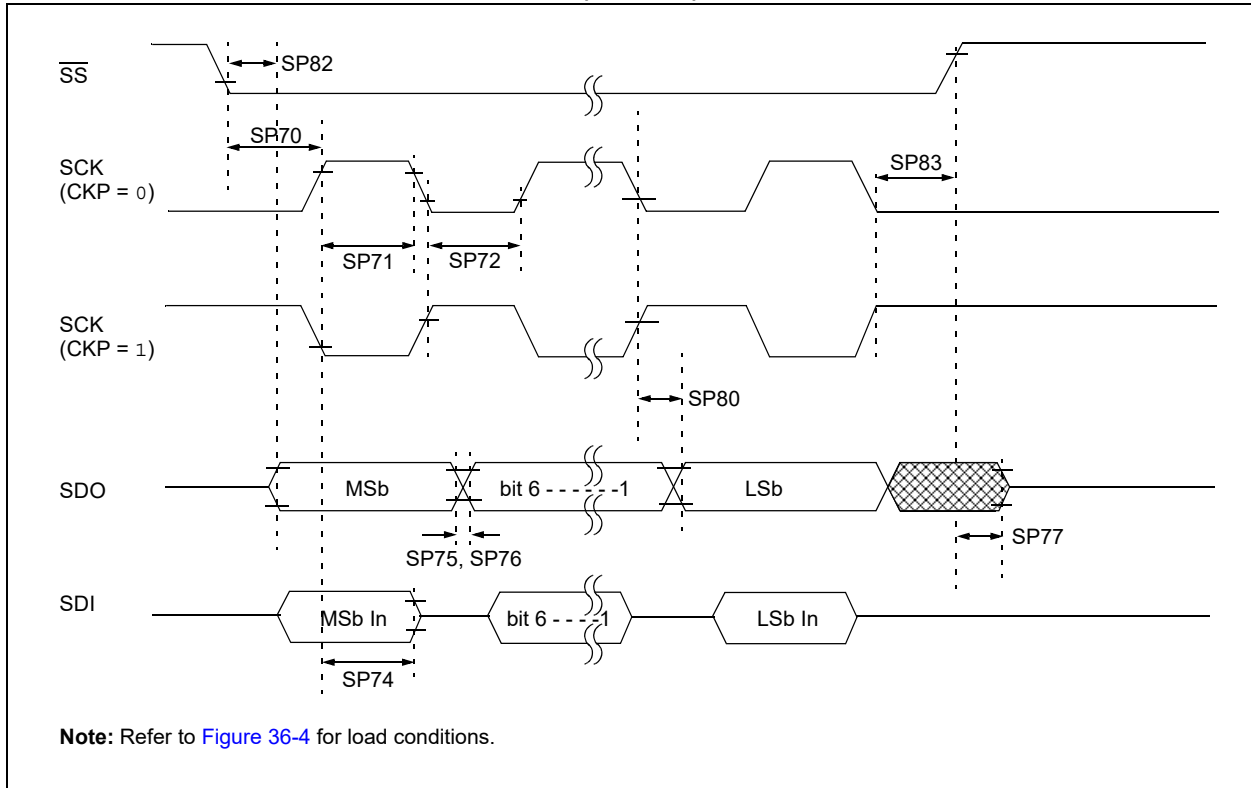 SS
SP82
SP70
SCK
(CKP = 0)
SP83
SP71
SP72
SCK
(CKP = 1)
SP80
SDO
MSb
bit 6 - - - - - -1
LSb
SP77
SP75, SP76
SDI
MSb In
bit 6 - - - -1
LSb In
SP74
Note: Refer to Figure 36-4 for load conditions.